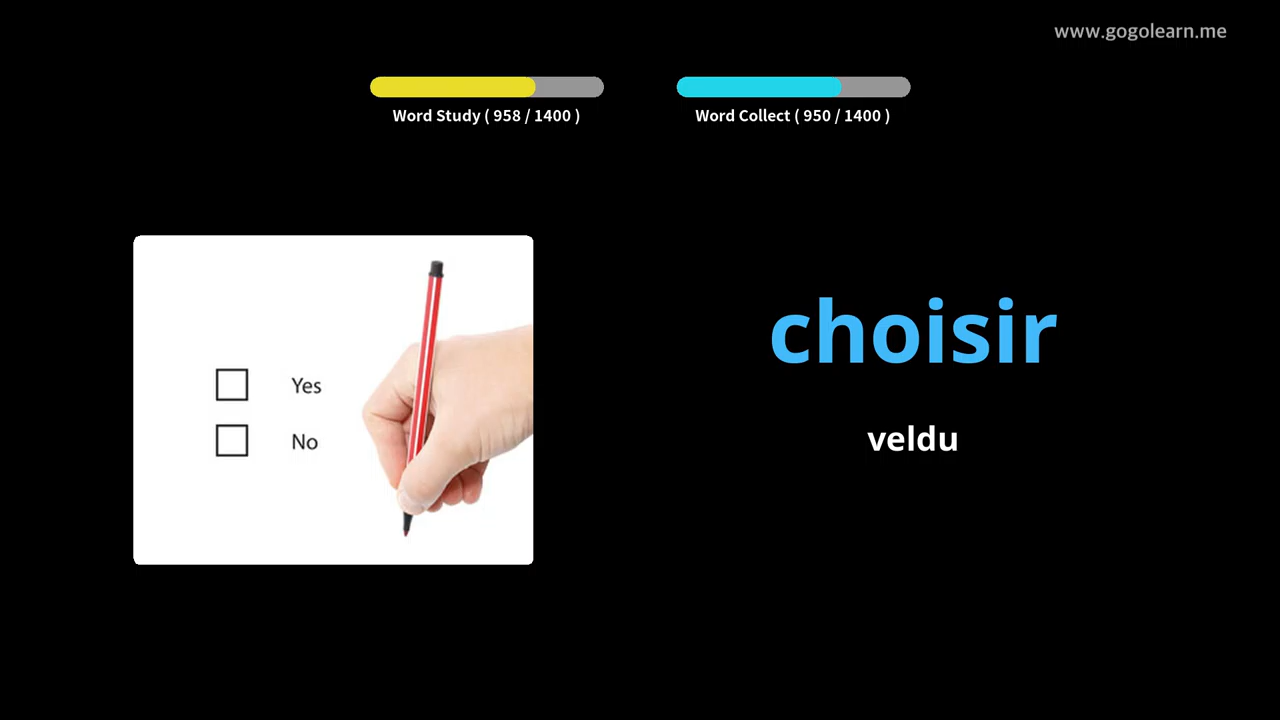 www.gogolearn.me
Word Study ( 958 / 1400 )
Word Collect ( 950 / 1400 )
choisir
veldu
Yes
No